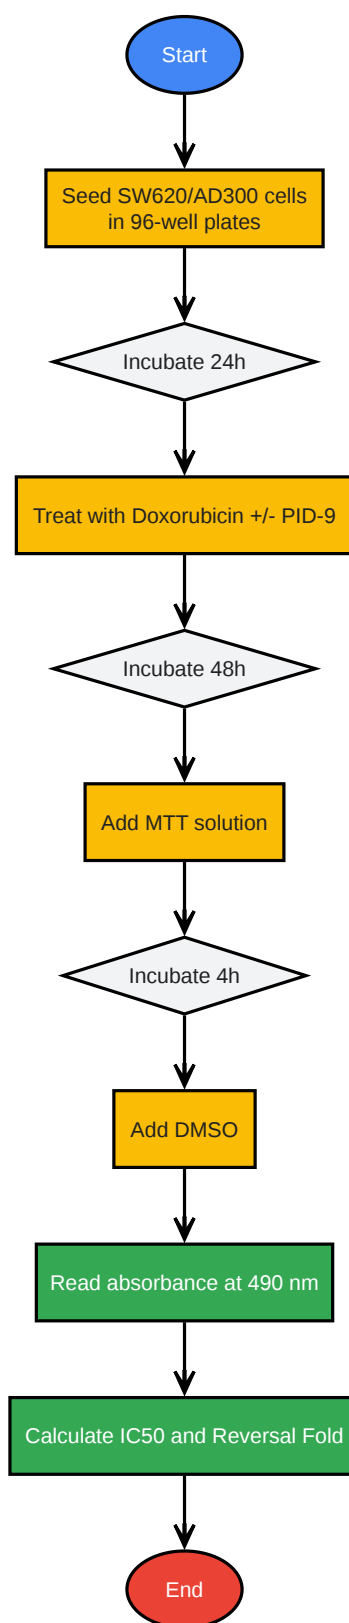 Start
Seed SW620/AD300 cells
in 96-well plates
Incubate 24h
Treat with Doxorubicin +/- PID-9
Incubate 48h
Add MTT solution
Incubate 4h
Add DMSO
Read absorbance at 490 nm
Calculate IC50 and Reversal Fold
End